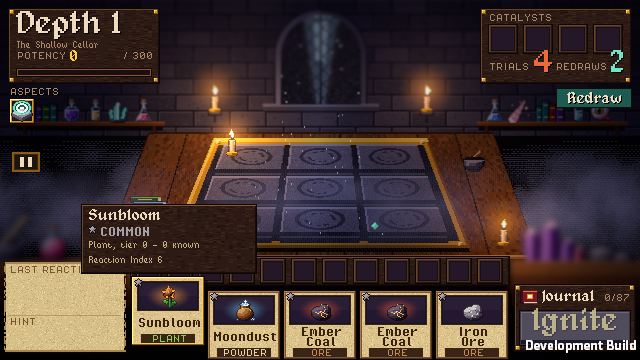 Depth 1
The Shallow Cellar
POTENCY 0 / 300
ASPECTS
CATALYSTS
TRIALS 4 REDRAWS 2
Redraw
Sunbloom
COMMON
Plant, tier 0 - 0 known
Reaction Index 6
LAST REACTI
HINT
Sunbloom
PLANT
Moondust
POWDER
Ember
Coal
ORE
Ember
Coal
ORE
Iron
Ore
ORE
Journal 0/87
Ignite
Development Build